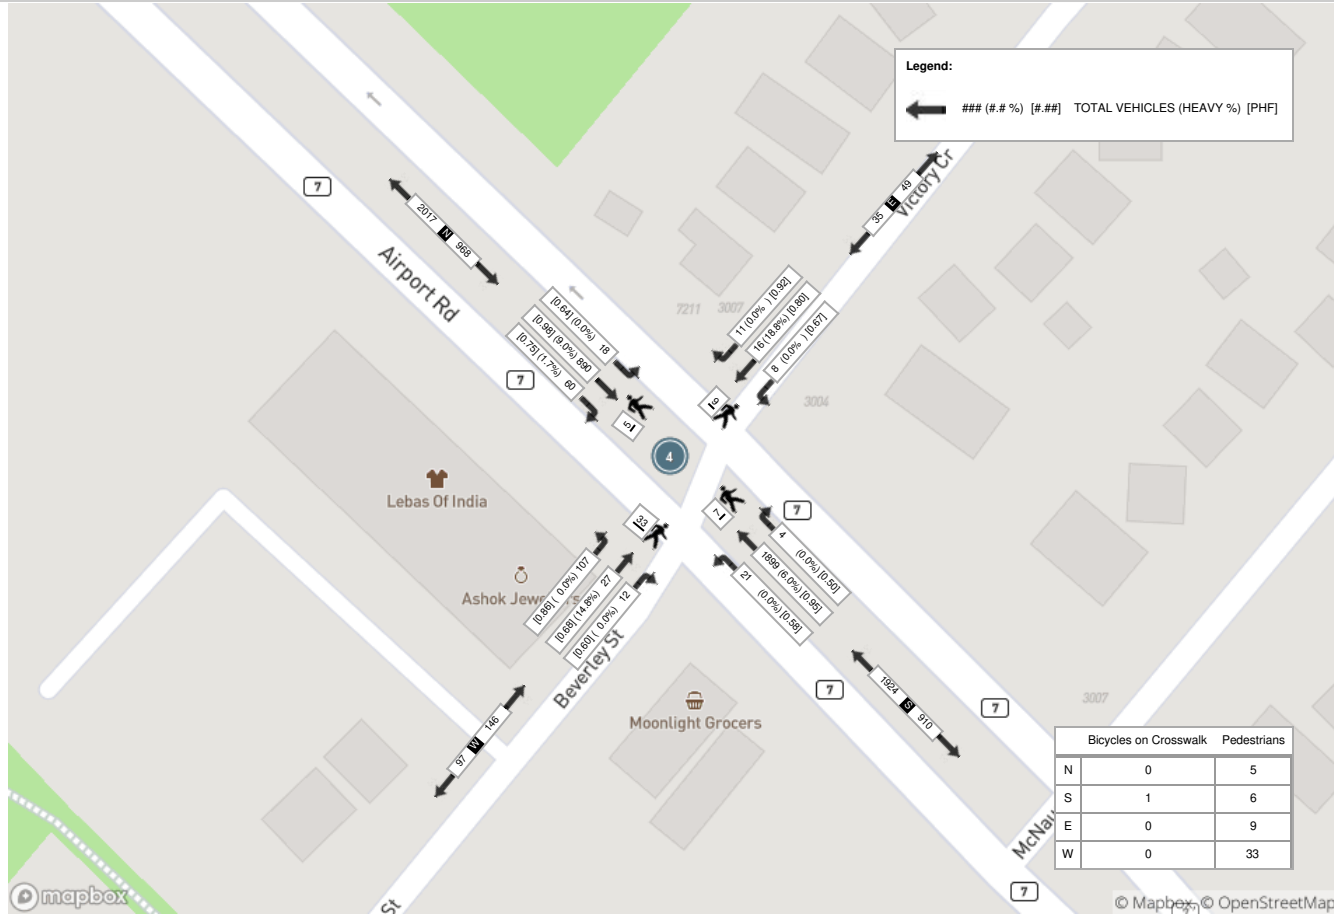 Legend:
### (#.# %) [#.##] TOTAL VEHICLES (HEAVY %) [PHF]
7
2017 N 968
Airport Rd
35 E 49
Victory Cr
[0.64] (0.0%) 18
[0.98] (9.0%) 890
[0.75] (1.7%) 60
7211
3007
11 (0.0% ) [0.92]
16 (18.8%) [0.80]
8 (0.0% ) [0.67]
7
3004
5
9
4
Lebas Of India
33
7
7
4 (0.0%) [0.50]
1899 (6.0%) [0.95]
21 (0.0%) [0.58]
[0.86] ( 0.0%) 107
[0.68] (14.8%) 27
[0.60] ( 0.0%) 12
Ashok Jewellers
Beverley St
97 W 146
Moonlight Grocers
7
1924 S 910
7
3007
Bicycles on Crosswalk Pedestrians
N 0 5
S 1 6
E 0 9
W 0 33
McNau
7
St
mapbox
© Mapbox © OpenStreetMap